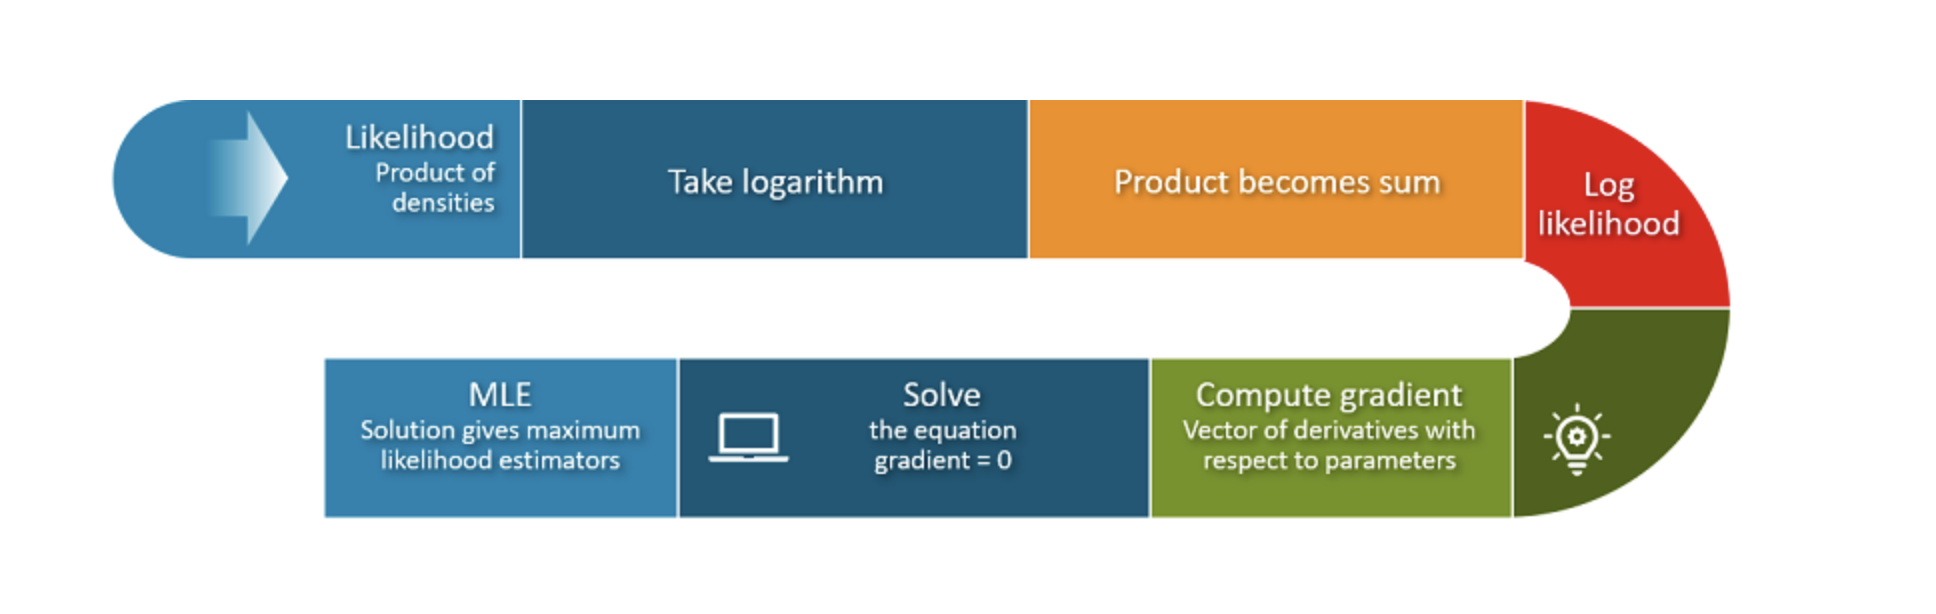 Likelihood
Product of
densities
Take logarithm
Product becomes sum
Log
likelihood
Compute gradient
Vector of derivatives with
respect to parameters
Solve
the equation
gradient = 0
MLE
Solution gives maximum
likelihood estimators